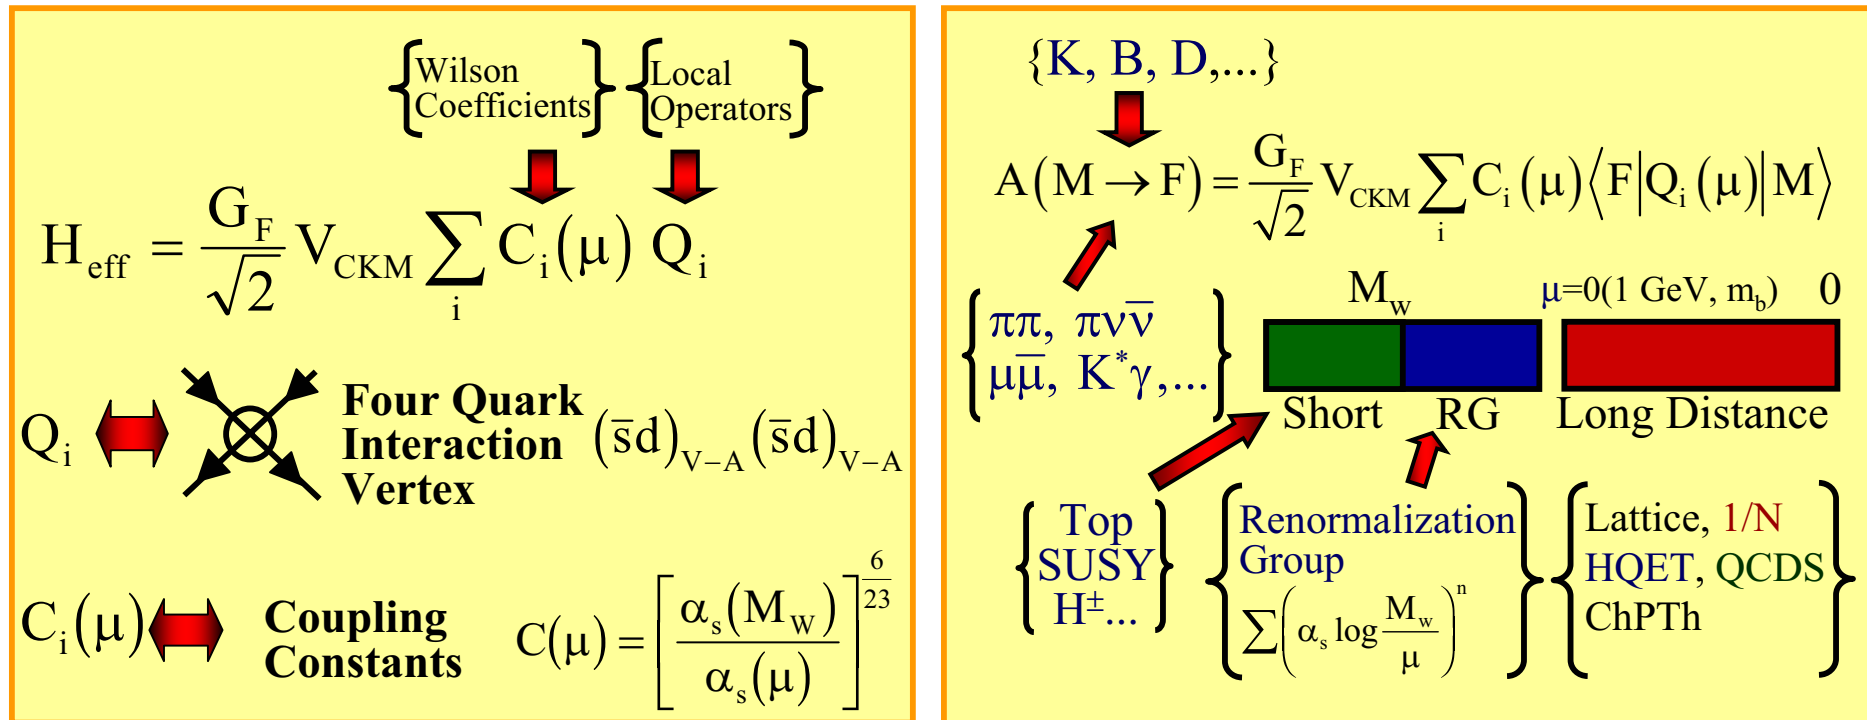 {Wilson Coefficients} {Local Operators}
H_eff = G_F/√2 V_CKM ∑_i C_i(μ) Q_i
Q_i
Four Quark
Interaction
Vertex
(s̅d)_V−A (s̅d)_V−A
C_i(μ)
Coupling
Constants
C(μ) = [α_s(M_W)/α_s(μ)]^(6/23)
{K, B, D,...}
A(M → F) = G_F/√2 V_CKM ∑_i C_i(μ)⟨F|Q_i(μ)|M⟩
{ππ, πνν̅
μμ̅, K*γ,...}
M_w μ=0(1 GeV, m_b) 0
Short RG Long Distance
{Top
SUSY
H±...}
{Renormalization
Group
∑(α_s log M_w/μ)^n}
{Lattice, 1/N
HQET, QCDS
ChPTh}